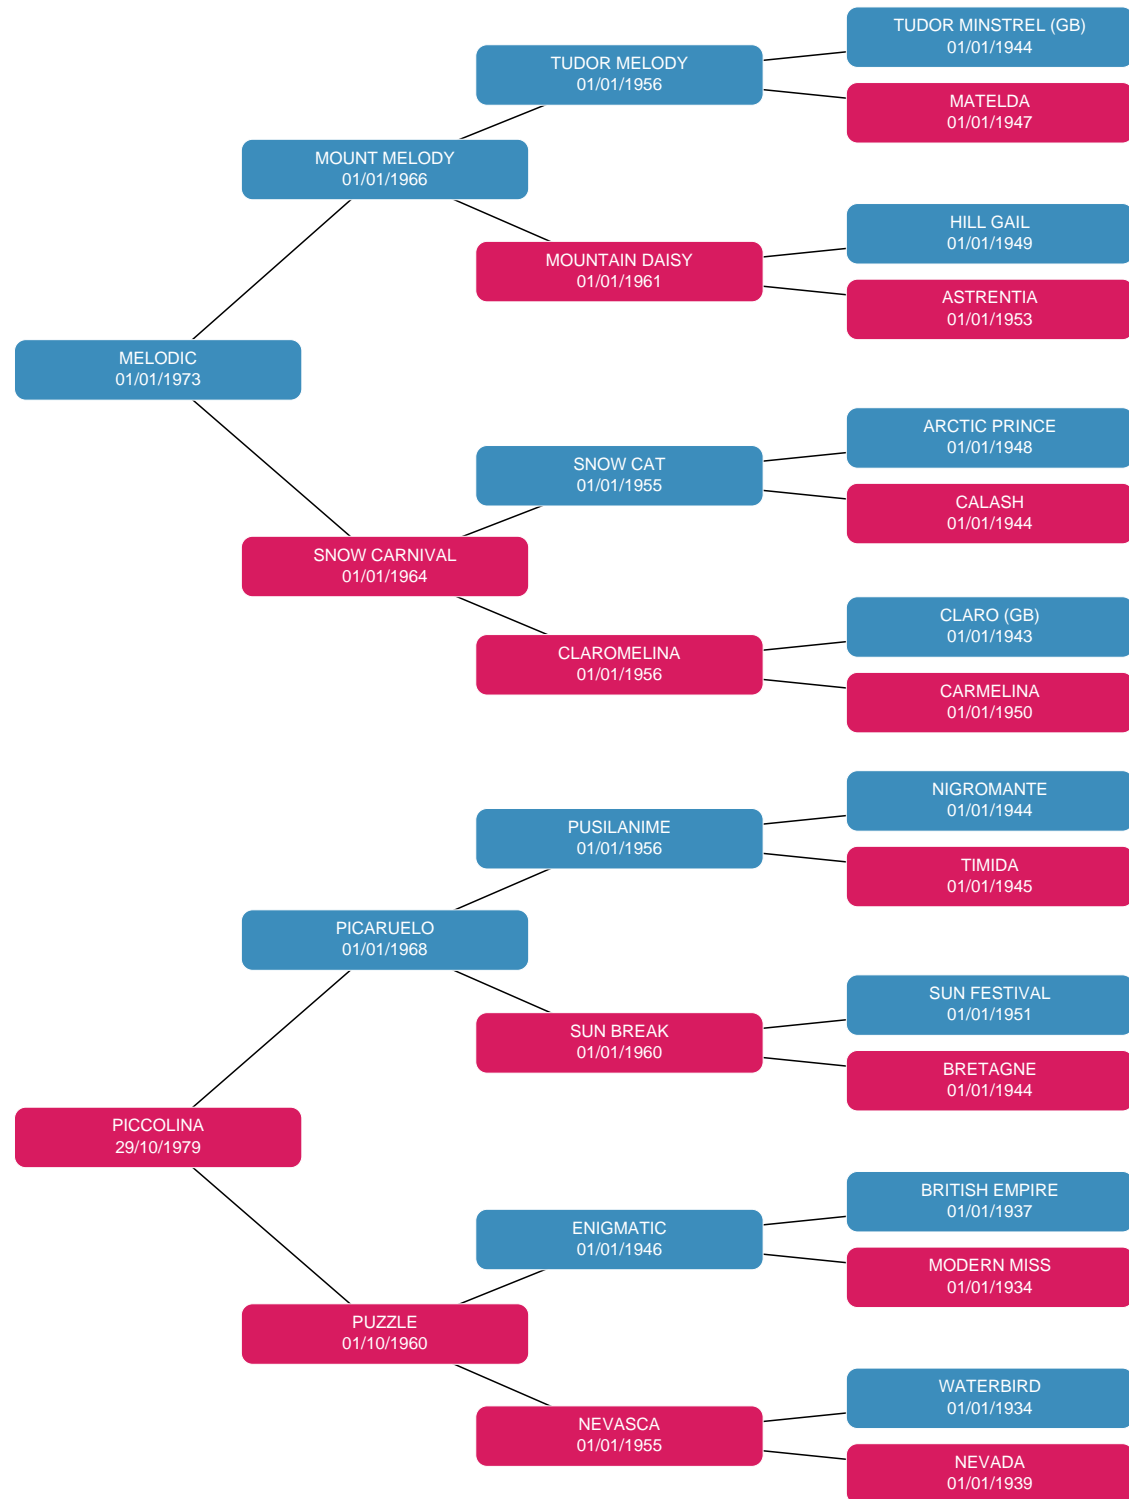 TUDOR MINSTREL (GB)
01/01/1944
TUDOR MELODY
01/01/1956
MATELDA
01/01/1947
MOUNT MELODY
01/01/1966
HILL GAIL
01/01/1949
MOUNTAIN DAISY
01/01/1961
ASTRENTIA
01/01/1953
MELODIC
01/01/1973
ARCTIC PRINCE
01/01/1948
SNOW CAT
01/01/1955
CALASH
01/01/1944
SNOW CARNIVAL
01/01/1964
CLARO (GB)
01/01/1943
CLAROMELINA
01/01/1956
CARMELINA
01/01/1950
NIGROMANTE
01/01/1944
PUSILANIME
01/01/1956
TIMIDA
01/01/1945
PICARUELO
01/01/1968
SUN FESTIVAL
01/01/1951
SUN BREAK
01/01/1960
BRETAGNE
01/01/1944
PICCOLINA
29/10/1979
BRITISH EMPIRE
01/01/1937
ENIGMATIC
01/01/1946
MODERN MISS
01/01/1934
PUZZLE
01/10/1960
WATERBIRD
01/01/1934
NEVASCA
01/01/1955
NEVADA
01/01/1939